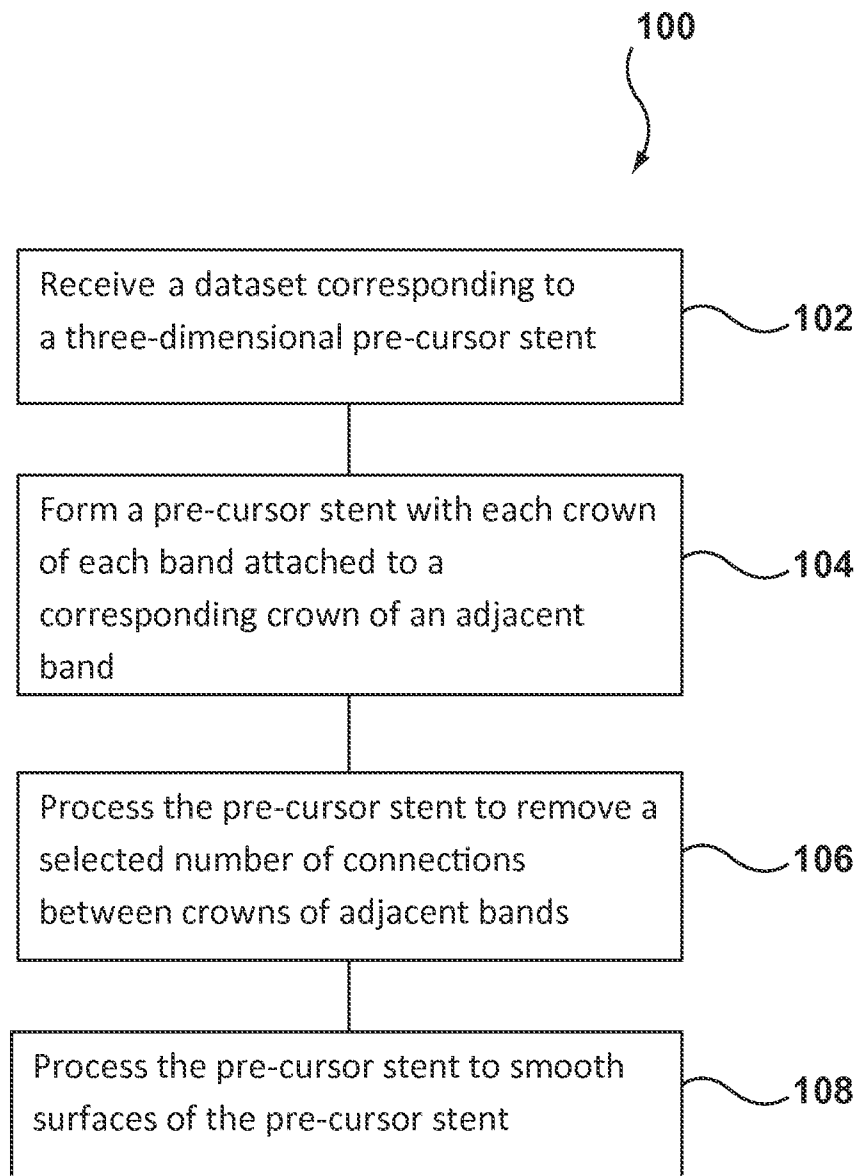 100
Receive a dataset corresponding to
a three-dimensional pre-cursor stent
102
Form a pre-cursor stent with each crown
of each band attached to a
corresponding crown of an adjacent
band
104
Process the pre-cursor stent to remove a
selected number of connections
between crowns of adjacent bands
106
Process the pre-cursor stent to smooth
surfaces of the pre-cursor stent
108